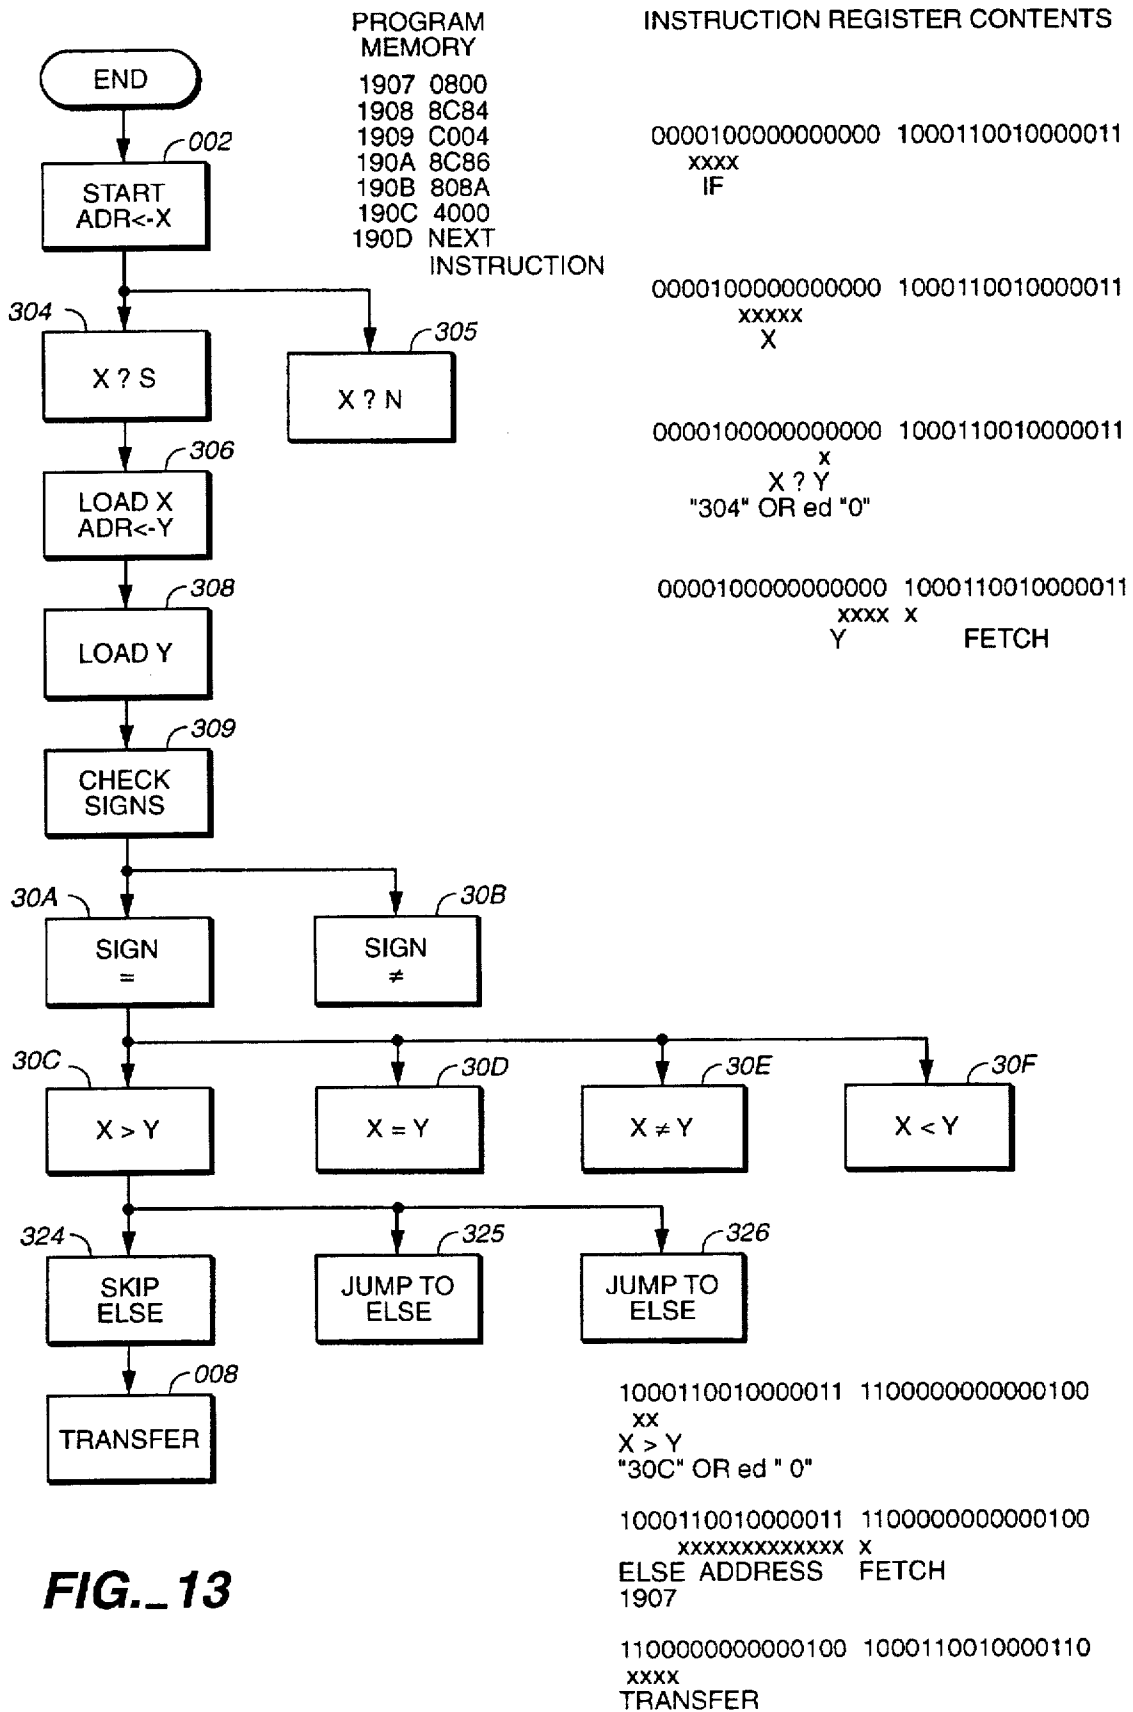 PROGRAM
MEMORY
1907 0800
1908 8C84
1909 C004
190A 8C86
190B 808A
190C 4000
190D NEXT
INSTRUCTION
INSTRUCTION REGISTER CONTENTS
0000100000000000 1000110010000011
xxxx
IF
0000100000000000 1000110010000011
xxxxx
X
0000100000000000 1000110010000011
x
X ? Y
"304" OR ed "0"
0000100000000000 1000110010000011
xxxx x
Y FETCH
END
002
START
ADR<-X
304
X ? S
305
X ? N
306
LOAD X
ADR<-Y
308
LOAD Y
309
CHECK
SIGNS
30A
SIGN
=
30B
SIGN
≠
30C
X > Y
30D
X = Y
30E
X ≠ Y
30F
X < Y
324
SKIP
ELSE
325
JUMP TO
ELSE
326
JUMP TO
ELSE
008
TRANSFER
1000110010000011 1100000000000100
xx
X > Y
"30C" OR ed " 0"
1000110010000011 1100000000000100
xxxxxxxxxxxxx x
ELSE ADDRESS FETCH
1907
1100000000000100 1000110010000110
xxxx
TRANSFER
FIG._13